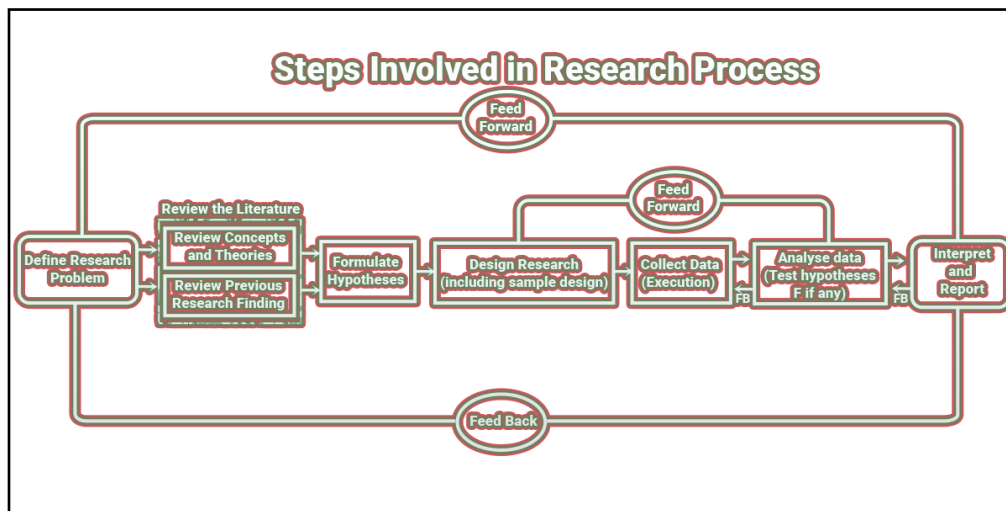 Steps Involved in Research Process
Feed
Forward
Feed
Forward
Review the Literature
Define Research
Problem
Review Concepts
and Theories
Review Previous
Research Finding
Formulate
Hypotheses
Design Research
(including sample design)
Collect Data
(Execution)
FB
Analyse data
(Test hypotheses
F if any)
FB
Interpret
and
Report
Feed Back